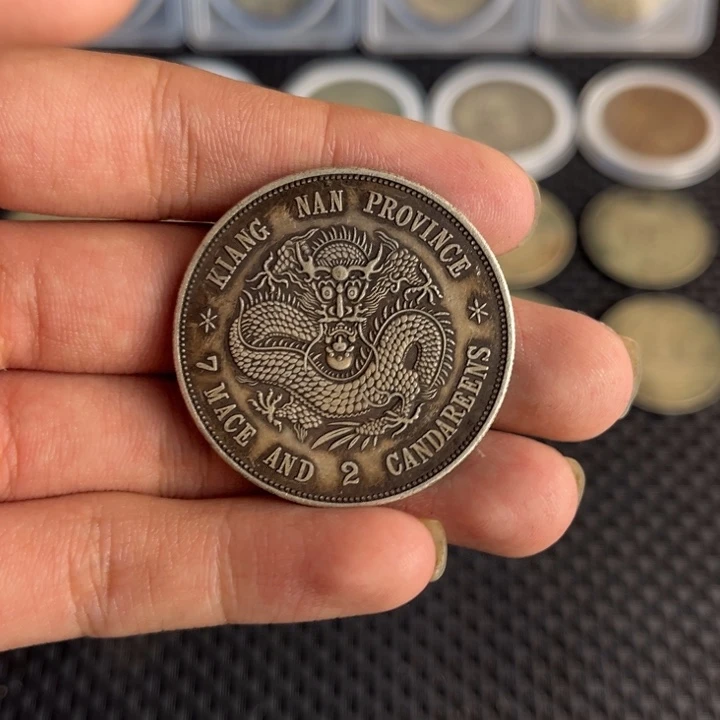 KIANG NAN PROVINCE
7 MACE AND 2 CANDAREENS